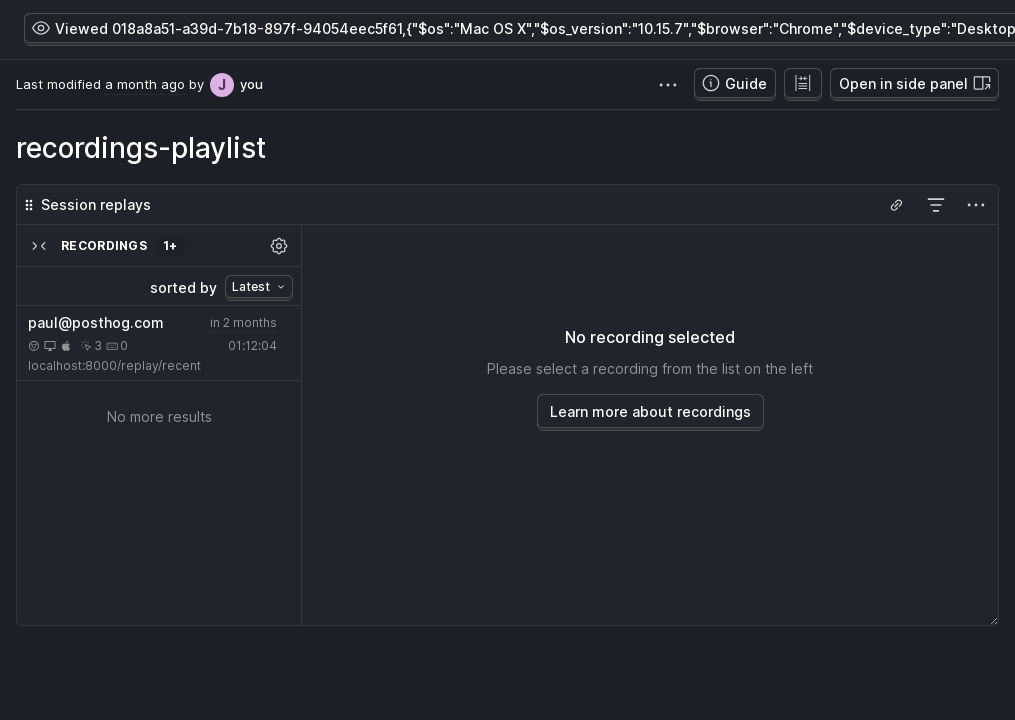 Viewed 018a8a51-a39d-7b18-897f-94054eec5f61,{"$os":"Mac OS X","$os_version":"10.15.7","$browser":"Chrome","$device_type":"Desktop
Last modified a month ago by J you
Guide
Open in side panel
recordings-playlist
Session replays
RECORDINGS 1+
sorted by Latest
paul@posthog.com in 2 months
3 0 01:12:04
localhost:8000/replay/recent
No more results
No recording selected
Please select a recording from the list on the left
Learn more about recordings